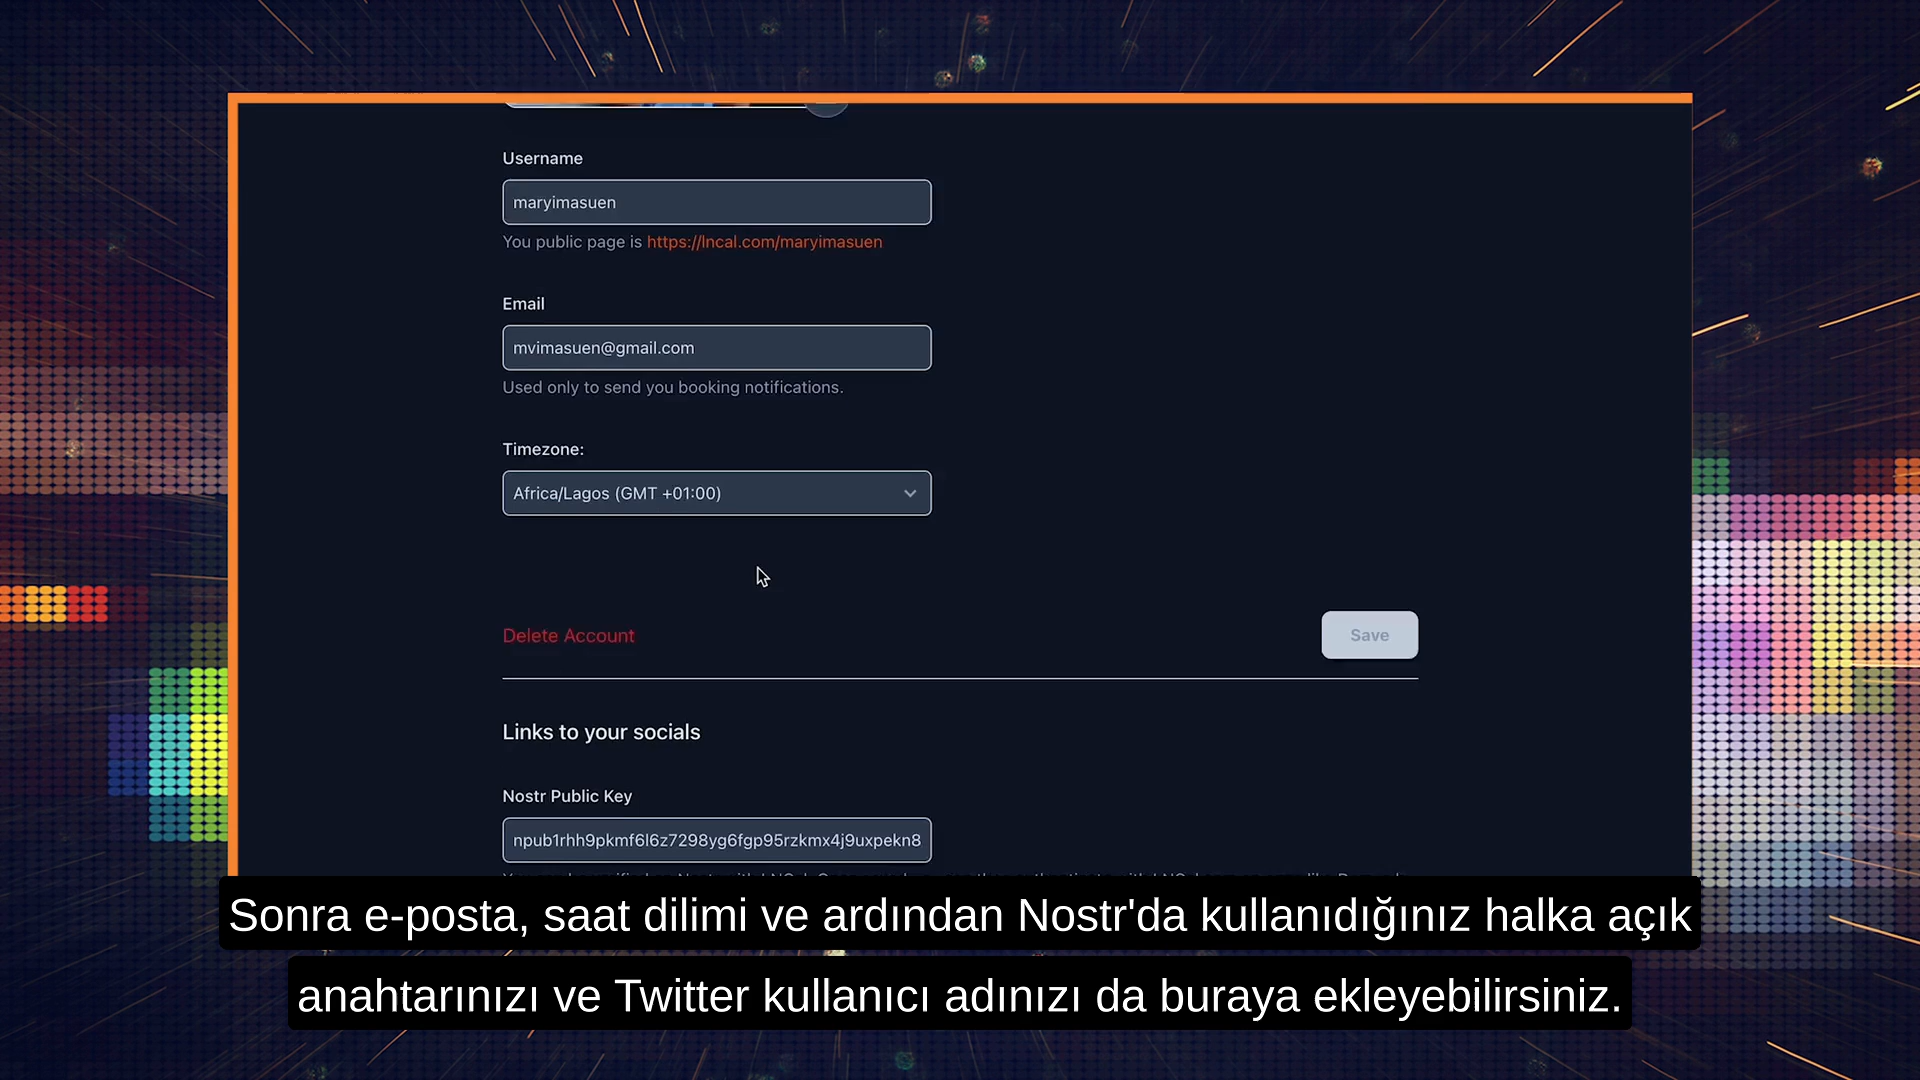 Username
maryimasuen
You public page is https://lncal.com/maryimasuen
Email
mvimasuen@gmail.com
Used only to send you booking notifications.
Timezone:
Africa/Lagos (GMT +01:00)
Delete Account
Save
Links to your socials
Nostr Public Key
npub1rhh9pkmf6l6z7298yg6fgp95rzkmx4j9uxpekn8
Sonra e-posta, saat dilimi ve ardından Nostr'da kullanıdığınız halka açık
anahtarınızı ve Twitter kullanıcı adınızı da buraya ekleyebilirsiniz.